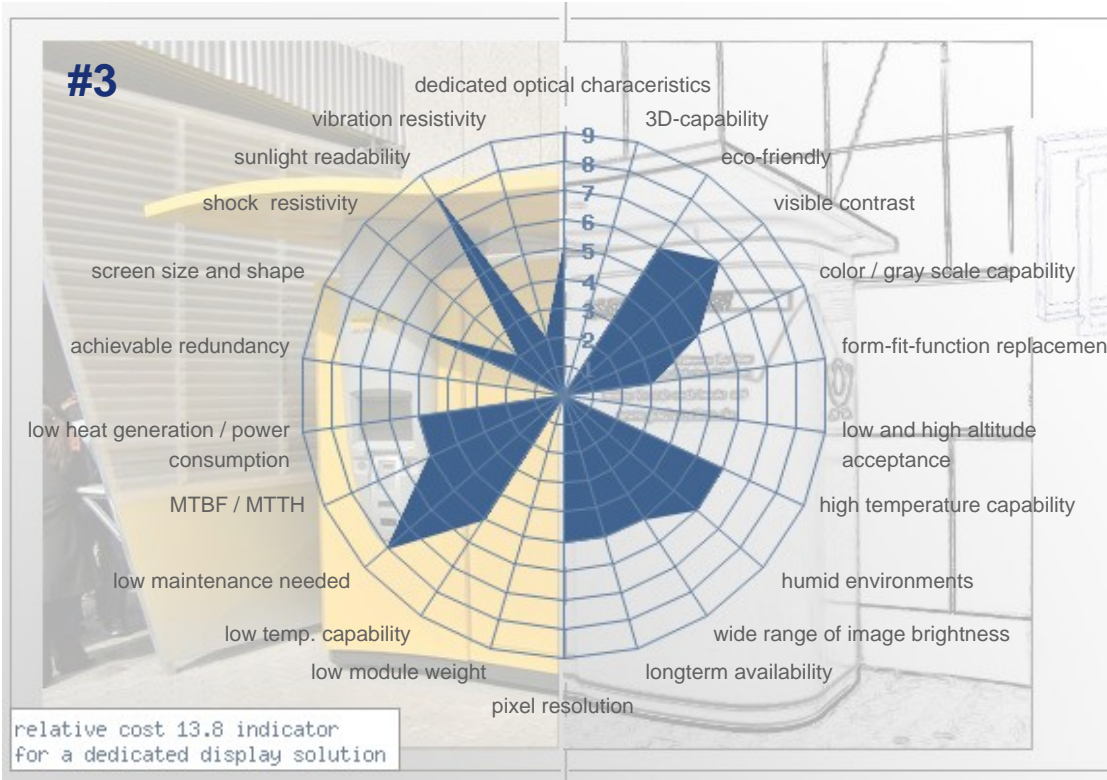 #3
dedicated optical characeristics
vibration resistivity
3D-capability
sunlight readability
eco-friendly
shock resistivity
visible contrast
screen size and shape
color / gray scale capability
achievable redundancy
form-fit-function replacemen
low heat generation / power
consumption
low and high altitude
acceptance
MTBF / MTTH
high temperature capability
low maintenance needed
humid environments
low temp. capability
wide range of image brightness
low module weight
longterm availability
pixel resolution
9
8
7
6
5
4
3
2
1
relative cost 13.8 indicator
for a dedicated display solution